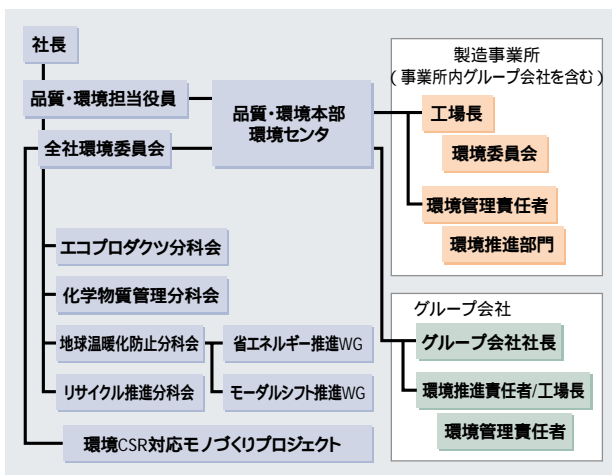 社長
品質・環境担当役員
全社環境委員会
品質・環境本部
環境センタ
エコプロダクツ分科会
化学物質管理分科会
地球温暖化防止分科会
省エネルギー推進WG
リサイクル推進分科会
モーダルシフト推進WG
環境CSR対応モノづくりプロジェクト
製造事業所
(事業所内グループ会社を含む)
工場長
環境委員会
環境管理責任者
環境推進部門
グループ会社
グループ会社社長
環境推進責任者/工場長
環境管理責任者